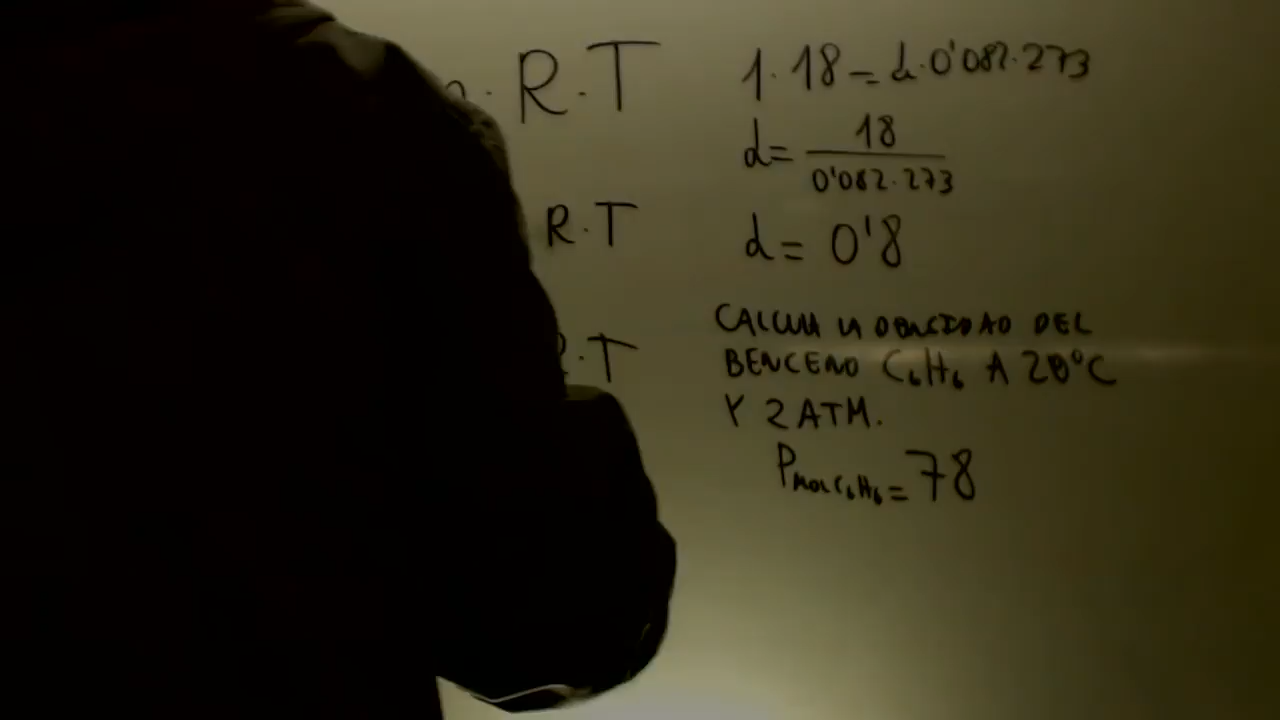 n · R · T
R · T
R · T
1 · 18 = d · 0'082 · 273
d = 18
0'082 · 273
d = 0'8
CALCULA LA DENSIDAD DEL
BENCENO C₆H₆ A 20°C
Y 2 ATM.
PMOL C₆H₆ = 78